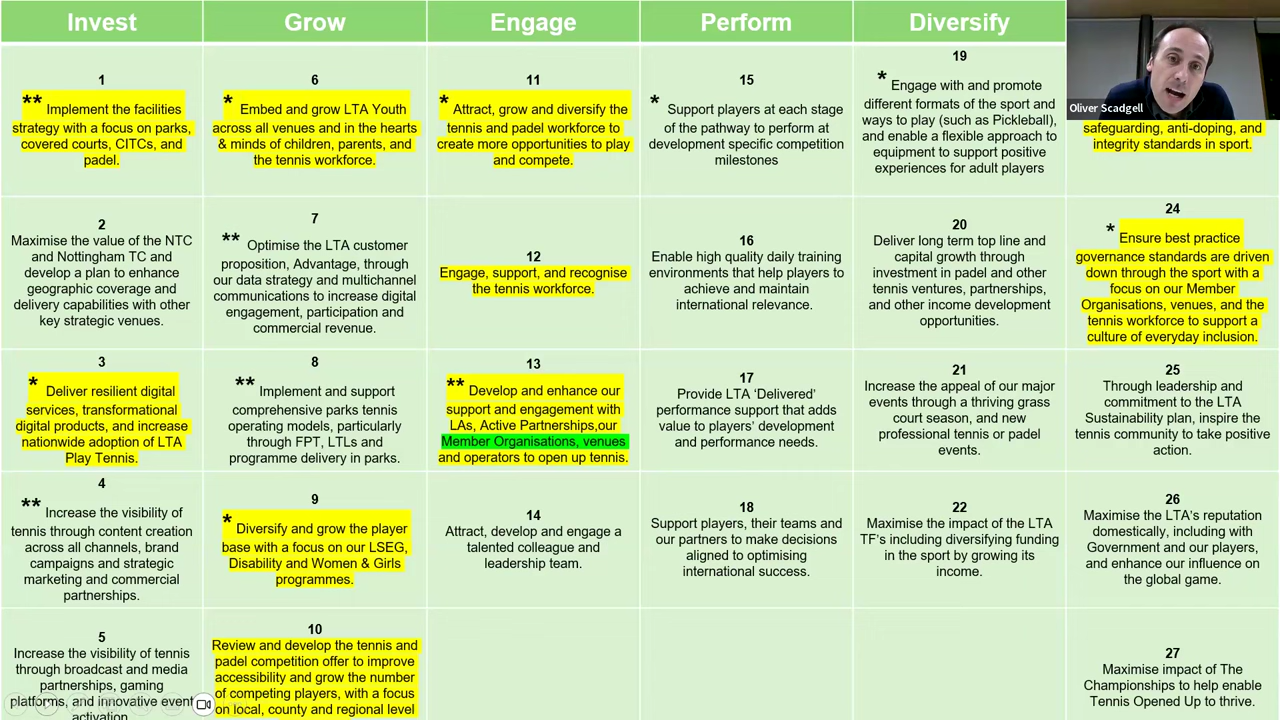 Invest
Grow
Engage
Perform
Diversify
1
** Implement the facilities
strategy with a focus on parks,
covered courts, CITCs, and
padel.
6
* Embed and grow LTA Youth
across all venues and in the hearts
& minds of children, parents, and
the tennis workforce.
11
* Attract, grow and diversify the
tennis and padel workforce to
create more opportunities to play
and compete.
15
* Support players at each stage
of the pathway to perform at
development specific competition
milestones
19
* Engage with and promote
different formats of the sport and
ways to play (such as Pickleball),
and enable a flexible approach to
equipment to support positive
experiences for adult players
Oliver Scadgell
safeguarding, anti-doping, and
integrity standards in sport.
2
Maximise the value of the NTC
and Nottingham TC and
develop a plan to enhance
geographic coverage and
delivery capabilities with other
key strategic venues.
7
** Optimise the LTA customer
proposition, Advantage, through
our data strategy and multichannel
communications to increase digital
engagement, participation and
commercial revenue.
12
Engage, support, and recognise
the tennis workforce.
16
Enable high quality daily training
environments that help players to
achieve and maintain
international relevance.
20
Deliver long term top line and
capital growth through
investment in padel and other
tennis ventures, partnerships,
and other income development
opportunities.
24
* Ensure best practice
governance standards are driven
down through the sport with a
focus on our Member
Organisations, venues, and the
tennis workforce to support a
culture of everyday inclusion.
3
* Deliver resilient digital
services, transformational
digital products, and increase
nationwide adoption of LTA
Play Tennis.
8
** Implement and support
comprehensive parks tennis
operating models, particularly
through FPT, LTLs and
programme delivery in parks.
13
** Develop and enhance our
support and engagement with
LAs, Active Partnerships,our
Member Organisations, venues
and operators to open up tennis.
17
Provide LTA ‘Delivered’
performance support that adds
value to players’ development
and performance needs.
21
Increase the appeal of our major
events through a thriving grass
court season, and new
professional tennis or padel
events.
25
Through leadership and
commitment to the LTA
Sustainability plan, inspire the
tennis community to take positive
action.
4
** Increase the visibility of
tennis through content creation
across all channels, brand
campaigns and strategic
marketing and commercial
partnerships.
9
* Diversify and grow the player
base with a focus on our LSEG,
Disability and Women & Girls
programmes.
14
Attract, develop and engage a
talented colleague and
leadership team.
18
Support players, their teams and
our partners to make decisions
aligned to optimising
international success.
22
Maximise the impact of the LTA
TF’s including diversifying funding
in the sport by growing its
income.
26
Maximise the LTA’s reputation
domestically, including with
Government and our players,
and enhance our influence on
the global game.
5
Increase the visibility of tennis
through broadcast and media
partnerships, gaming
platforms, and innovative event
activation
10
Review and develop the tennis and
padel competition offer to improve
accessibility and grow the number
of competing players, with a focus
on local, county and regional level
27
Maximise impact of The
Championships to help enable
Tennis Opened Up to thrive.